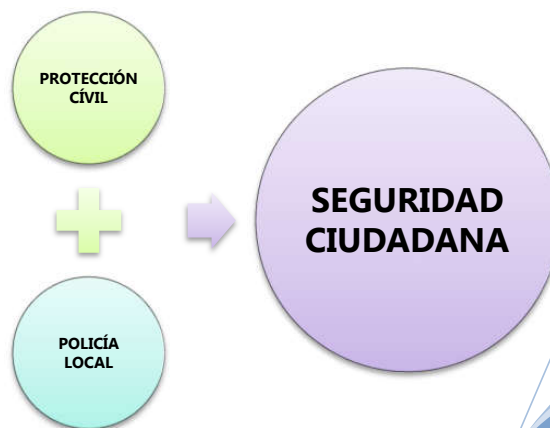 PROTECCIÓN
CÍVIL
POLICÍA
LOCAL
SEGURIDAD
CIUDADANA